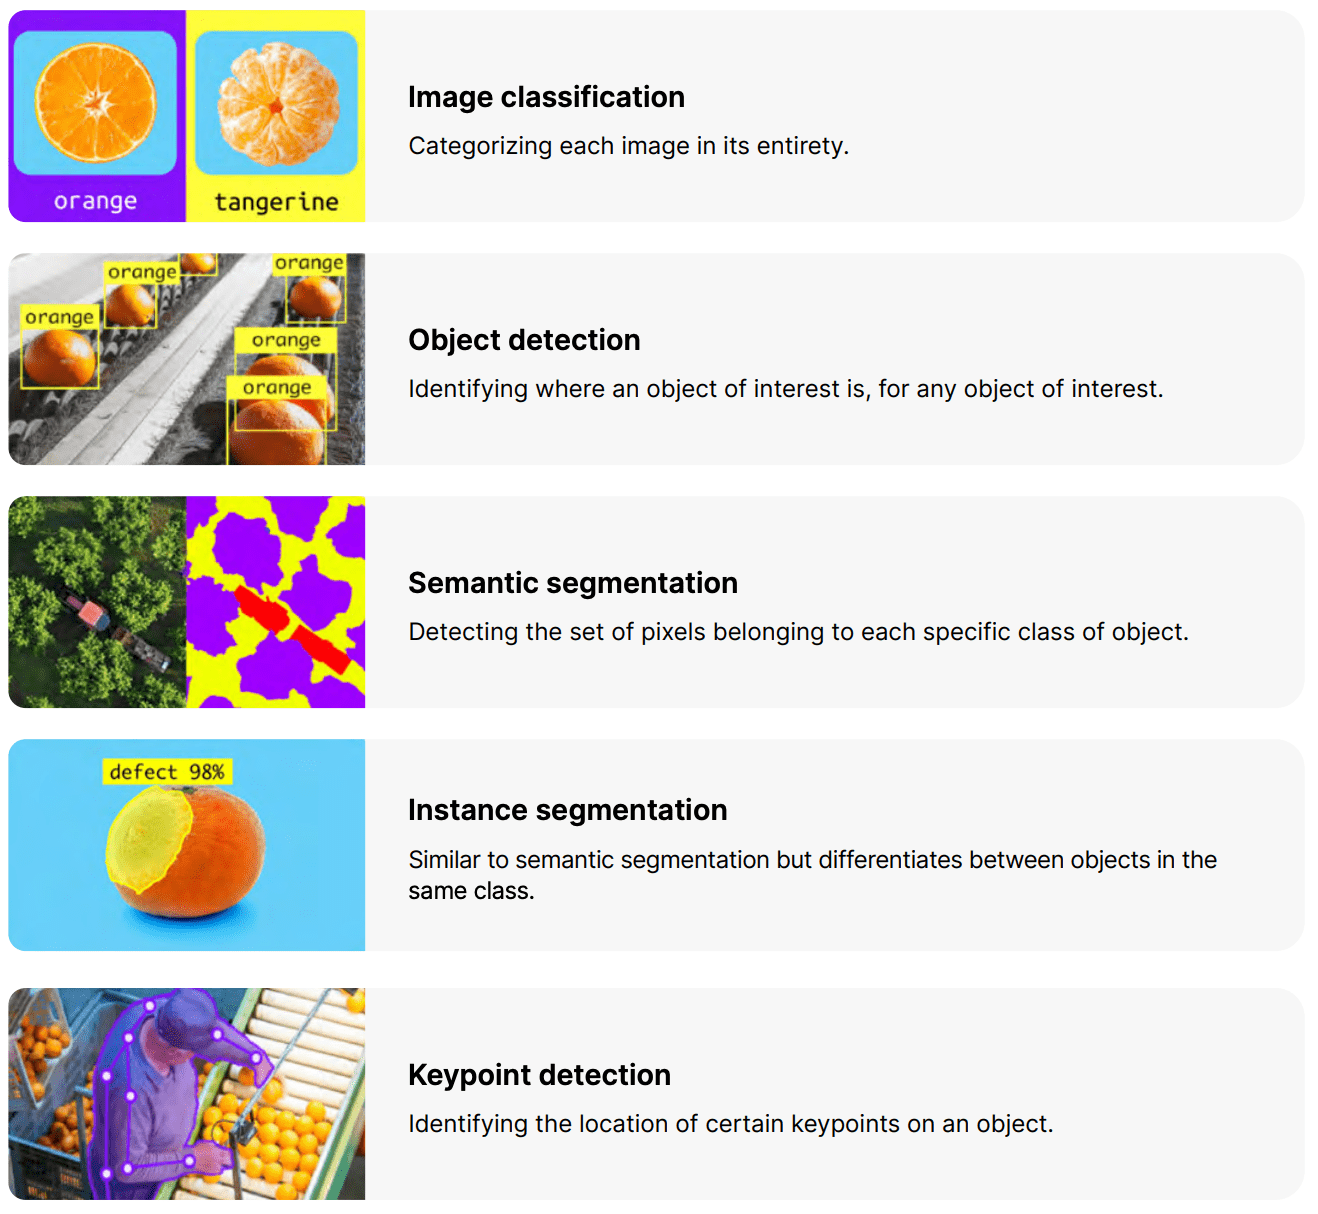 orange
tangerine
Image classification
Categorizing each image in its entirety.
orange
orange
orange
orange
orange
Object detection
Identifying where an object of interest is, for any object of interest.
Semantic segmentation
Detecting the set of pixels belonging to each specific class of object.
defect 98%
Instance segmentation
Similar to semantic segmentation but differentiates between objects in the
same class.
Keypoint detection
Identifying the location of certain keypoints on an object.